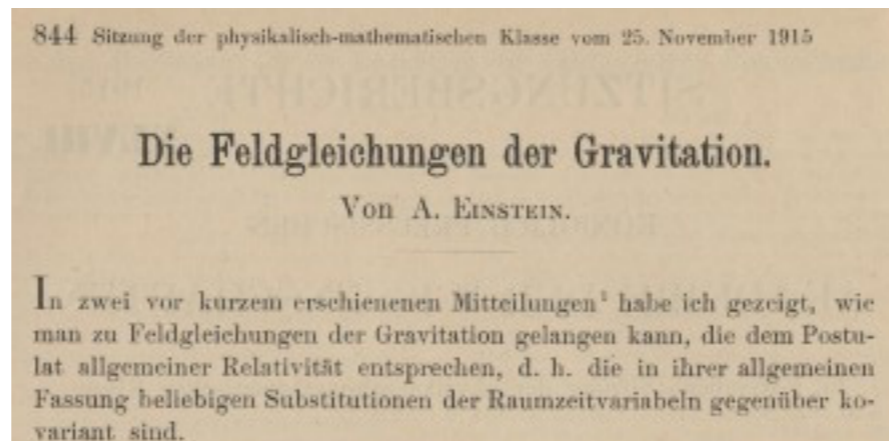 844 Sitzung der physikalisch-mathematischen Klasse vom 25. November 1915
Die Feldgleichungen der Gravitation.
Von A. Einstein.
In zwei vor kurzem erschienenen Mitteilungen¹ habe ich gezeigt, wie
man zu Feldgleichungen der Gravitation gelangen kann, die dem Postu-
lat allgemeiner Relativität entsprechen, d. h. die in ihrer allgemeinen
Fassung beliebigen Substitutionen der Raumzeitvariabeln gegenüber ko-
variant sind.